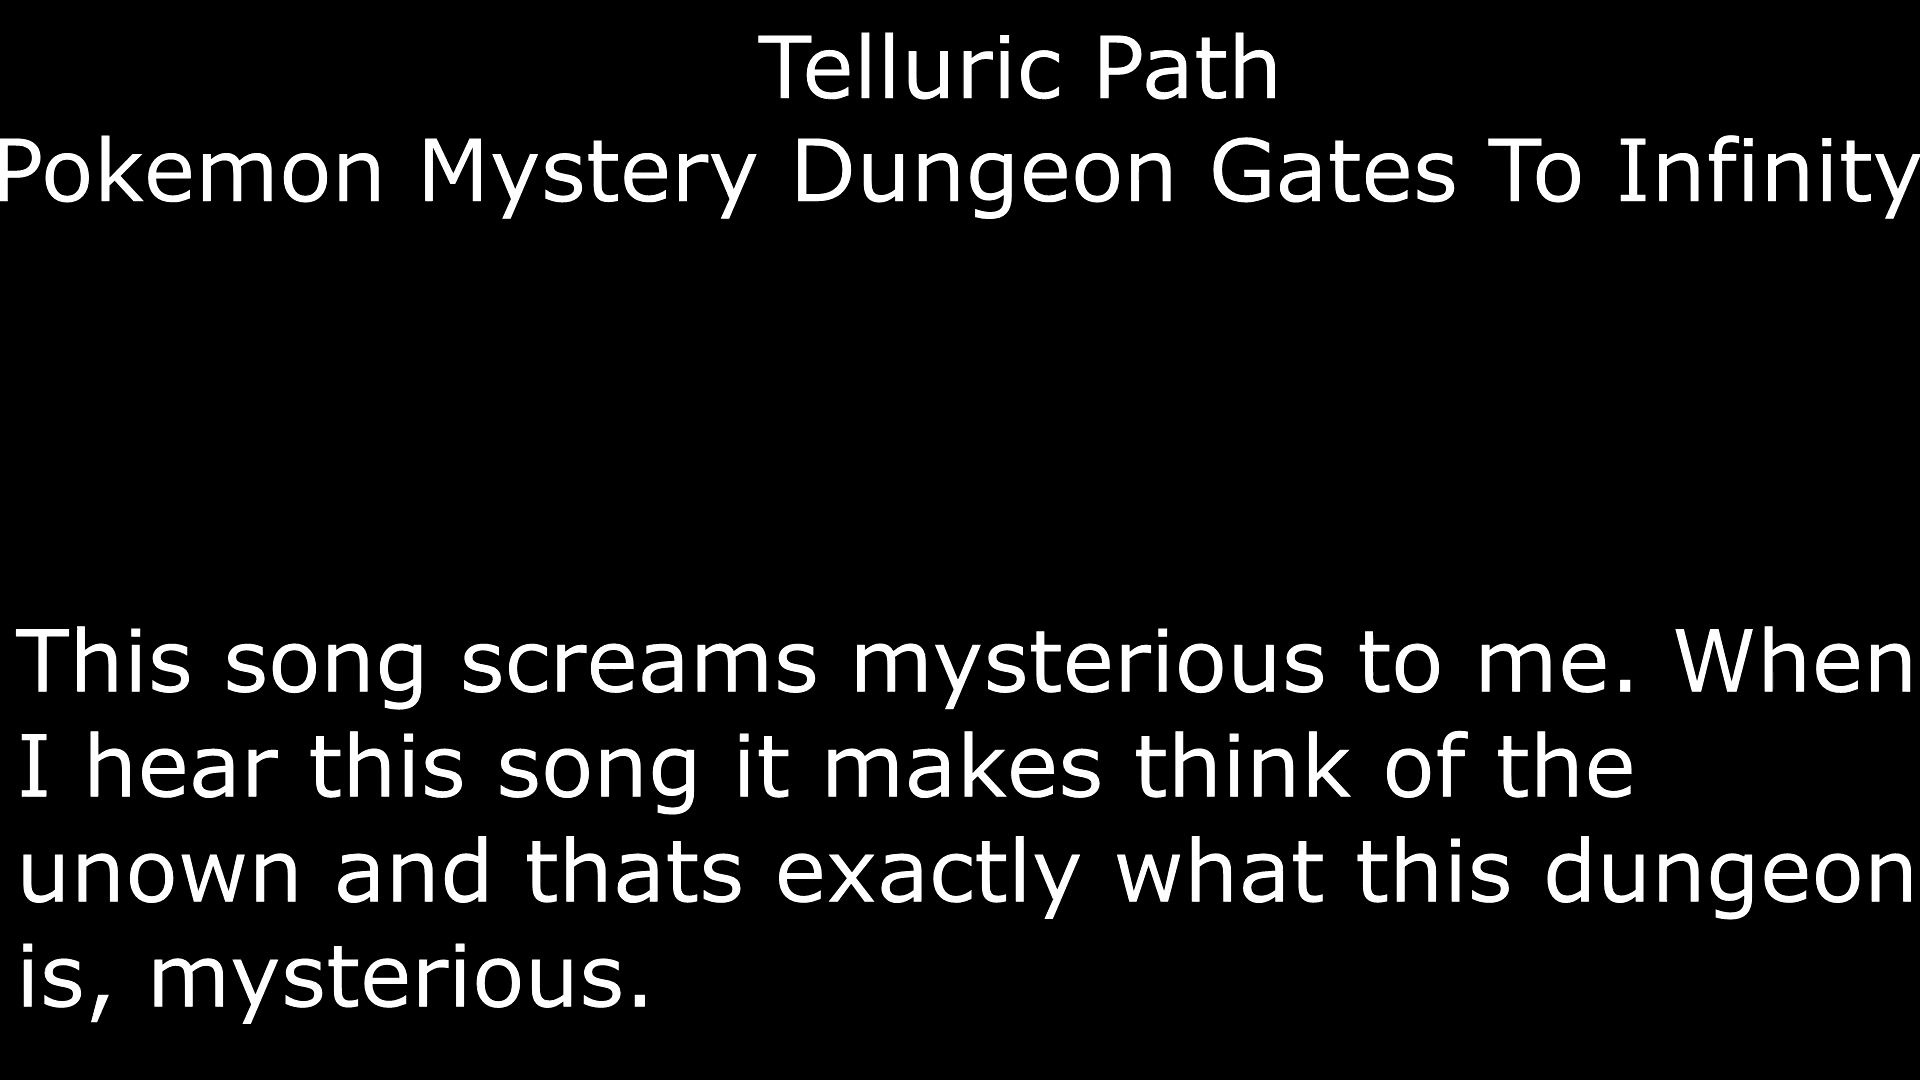 Telluric Path
Pokemon Mystery Dungeon Gates To Infinity
This song screams mysterious to me. When
I hear this song it makes think of the
unown and thats exactly what this dungeon
is, mysterious.